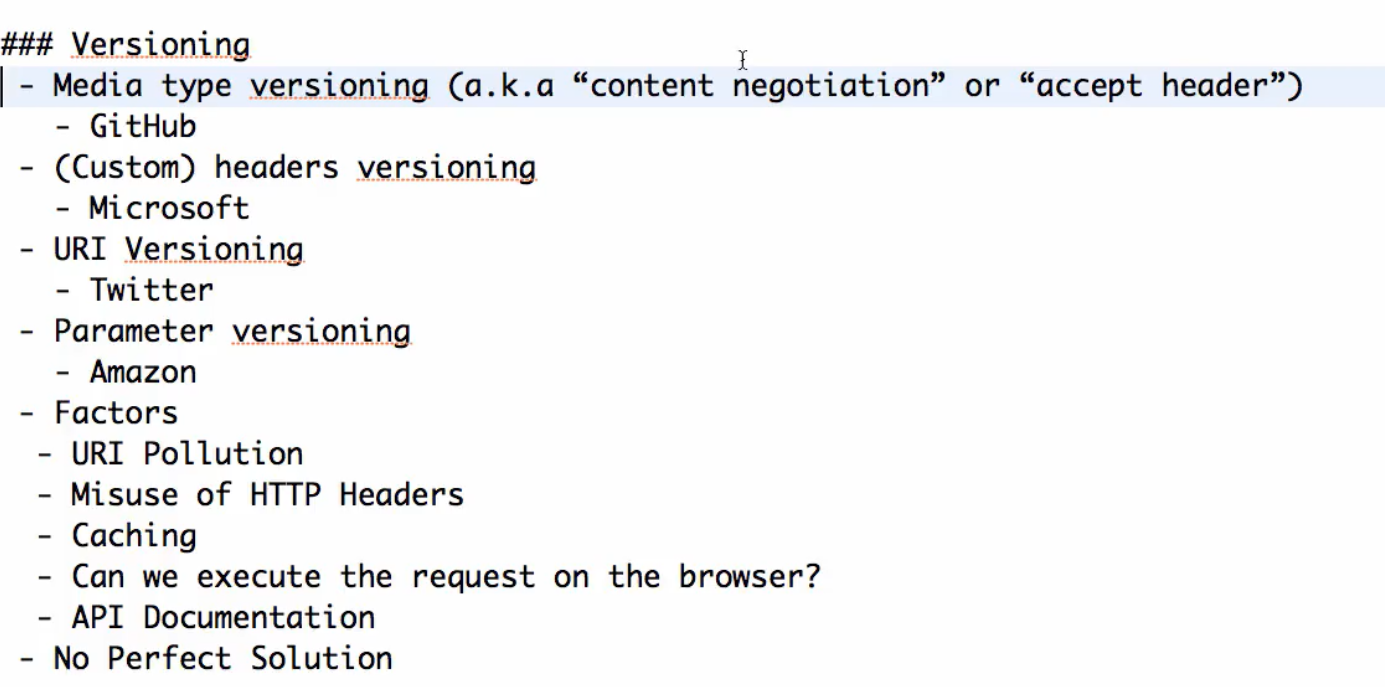 ### Versioning
- Media type versioning (a.k.a “content negotiation” or “accept header”)
- GitHub
- (Custom) headers versioning
- Microsoft
- URI Versioning
- Twitter
- Parameter versioning
- Amazon
- Factors
- URI Pollution
- Misuse of HTTP Headers
- Caching
- Can we execute the request on the browser?
- API Documentation
- No Perfect Solution